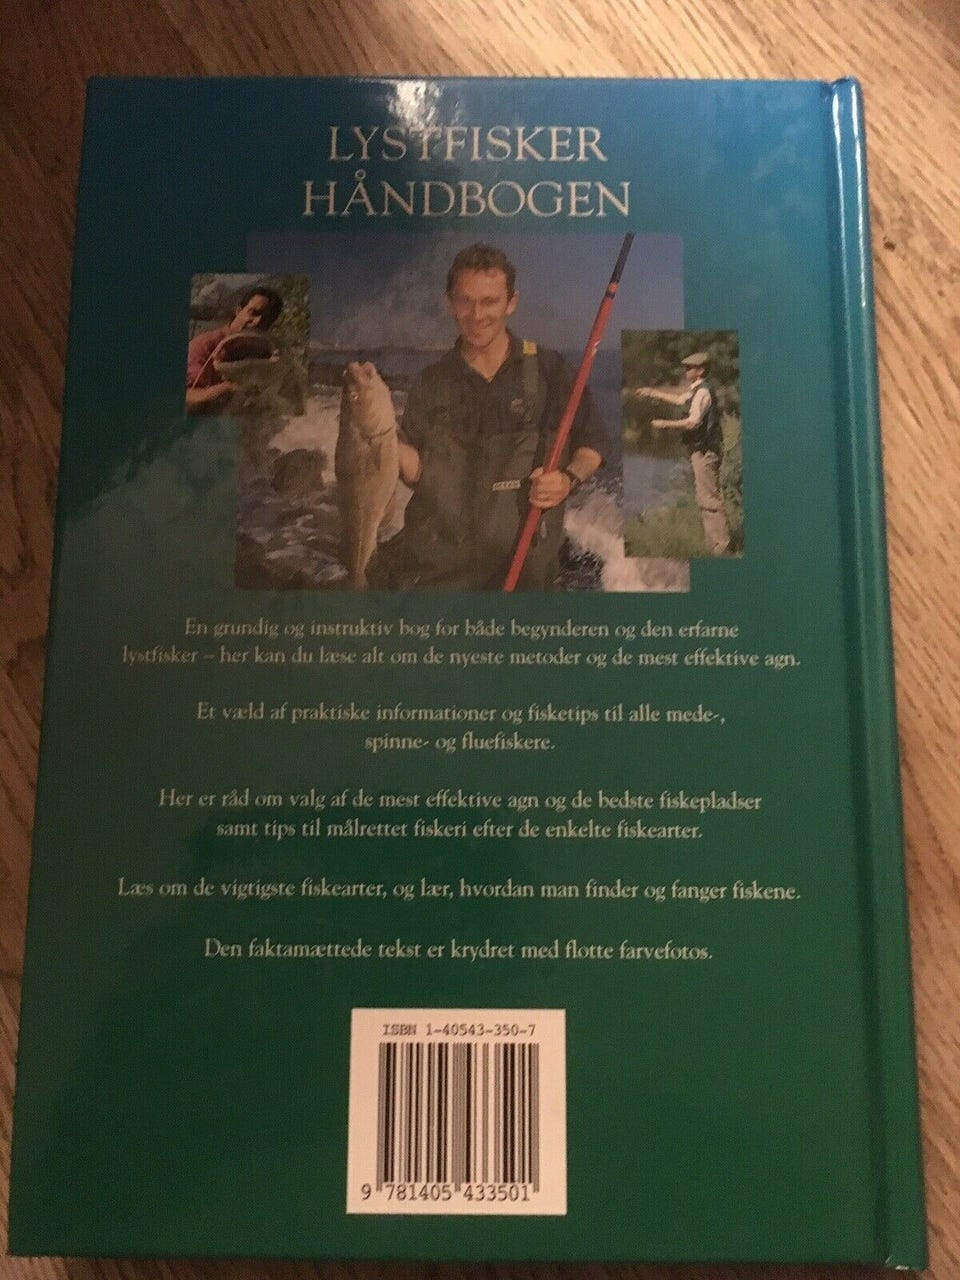 LYSTFISKER
HÅNDBOGEN
En grundig og instruktiv bog for både begynderen og den erfarne
lystfisker – her kan du læse alt om de nyeste metoder og de mest effektive agn.
Et væld af praktiske informationer og fisketips til alle mede-,
spinne- og fluefiskere.
Her er råd om valg af de mest effektive agn og de bedste fiskepladser
samt tips til målrettet fiskeri efter de enkelte fiskearter.
Læs om de vigtigste fiskearter, og lær, hvordan man finder og fanger fiskene.
Den faktamættede tekst er krydret med flotte farvefotos.
ISBN 1-40543-350-7
9 781405 433501